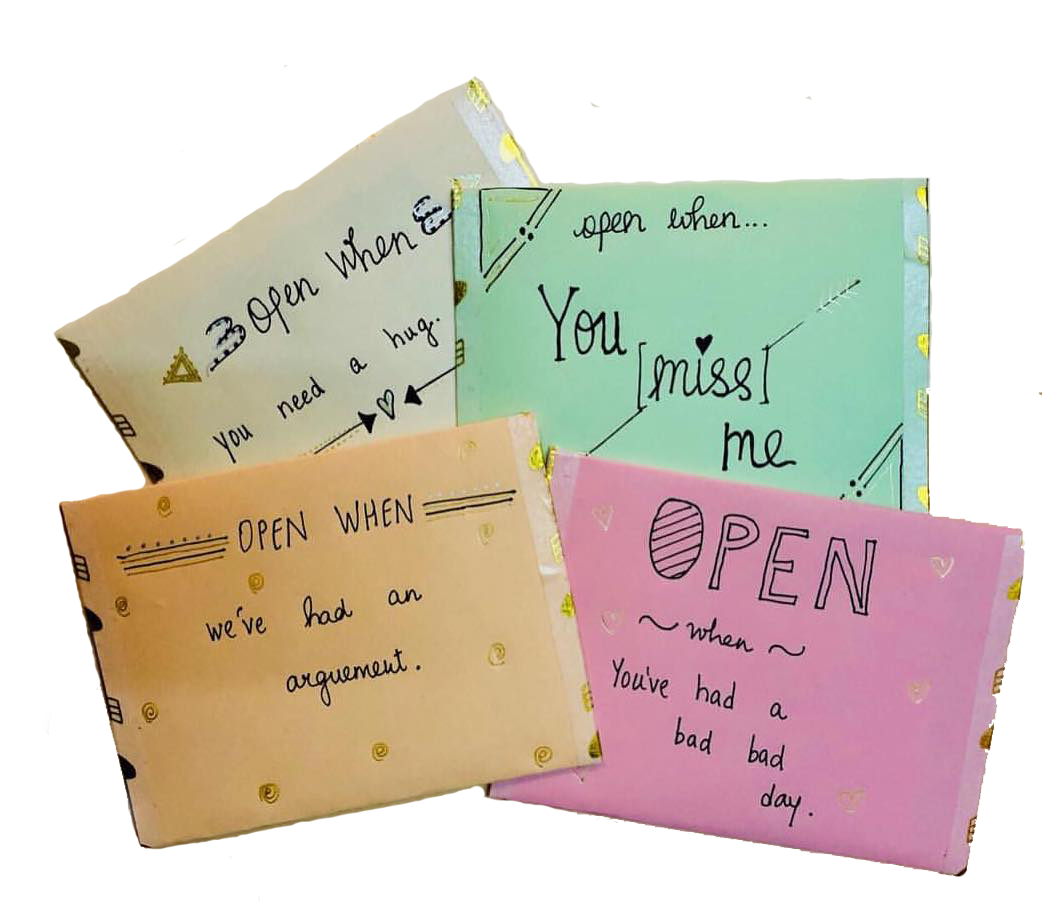 Open When
you need a hug.
open when...
You
[miss]
me
OPEN WHEN
we've had an
arguement.
OPEN
~ when ~
You've had a
bad bad
day.